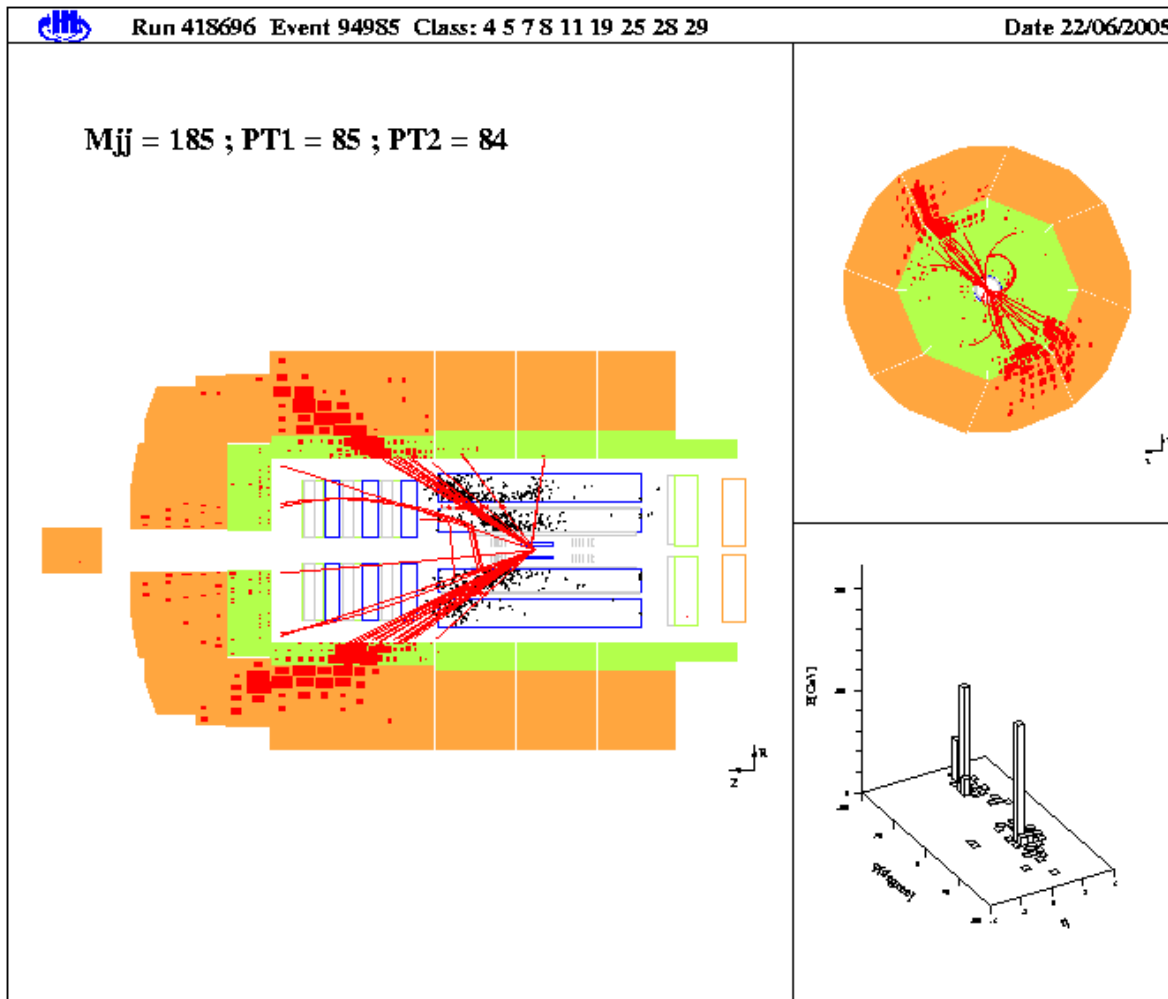 Run 418696 Event 94985 Class: 4 5 7 8 11 19 25 28 29 Date 22/06/2005
Mjj = 185 ; PT1 = 85 ; PT2 = 84
R
Z
E[GeV]